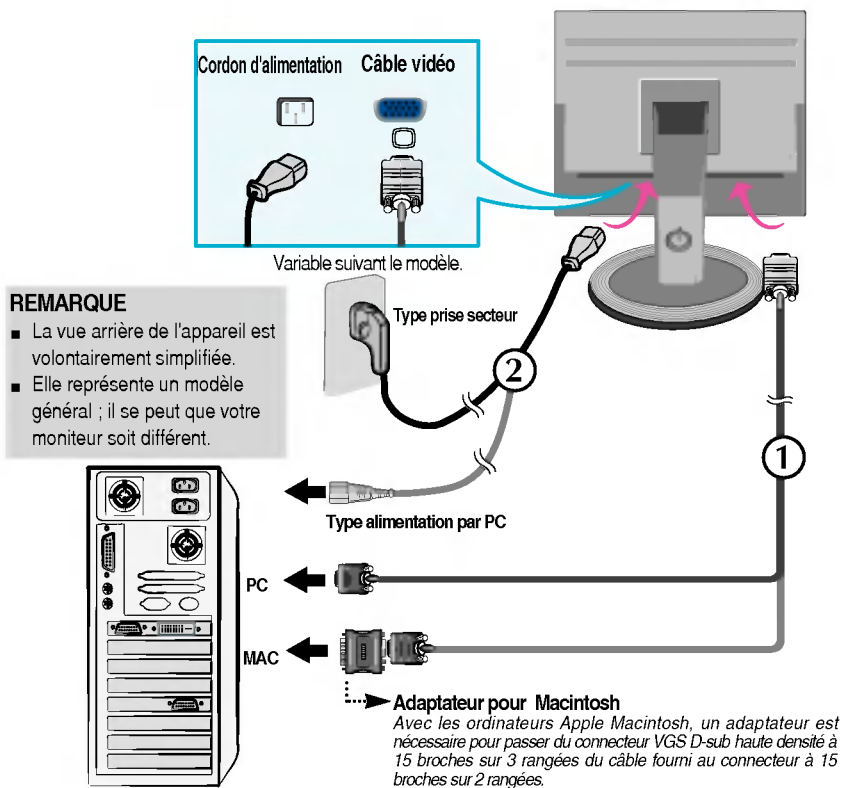 Cordon d'alimentation
Câble vidéo
Variable suivant le modèle.
REMARQUE
■ La vue arrière de l'appareil est
volontairement simplifiée.
■ Elle représente un modèle
général ; il se peut que votre
moniteur soit différent.
Type prise secteur
2
1
Type alimentation par PC
PC
MAC
Adaptateur pour Macintosh
Avec les ordinateurs Apple Macintosh, un adaptateur est
nécessaire pour passer du connecteur VGS D-sub haute densité à
15 broches sur 3 rangées du câble fourni au connecteur à 15
broches sur 2 rangées.